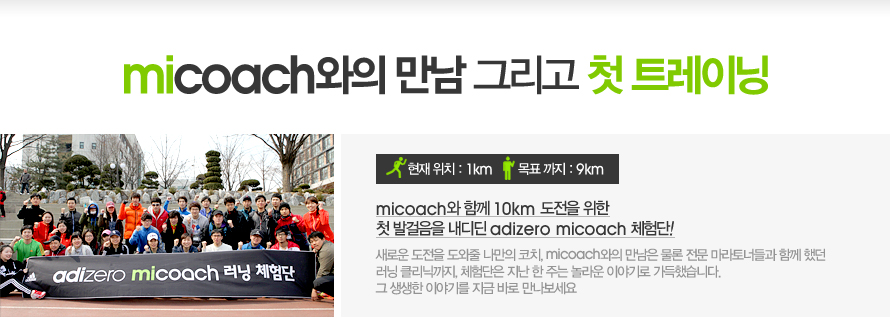 micoach와의 만남 그리고 첫 트레이닝
현재 위치 : 1km 목표 까지 : 9km
micoach와 함께 10km 도전을 위한
첫 발걸음을 내디딘 adizero micoach 체험단!
새로운 도전을 도와줄 나만의 코치, micoach와의 만남은 물론 전문 마라토너들과 함께 했던
러닝 클리닉까지, 체험단은 지난 한 주는 놀라운 이야기로 가득했습니다.
그 생생한 이야기를 지금 바로 만나보세요
adizero micoach 러닝 체험단